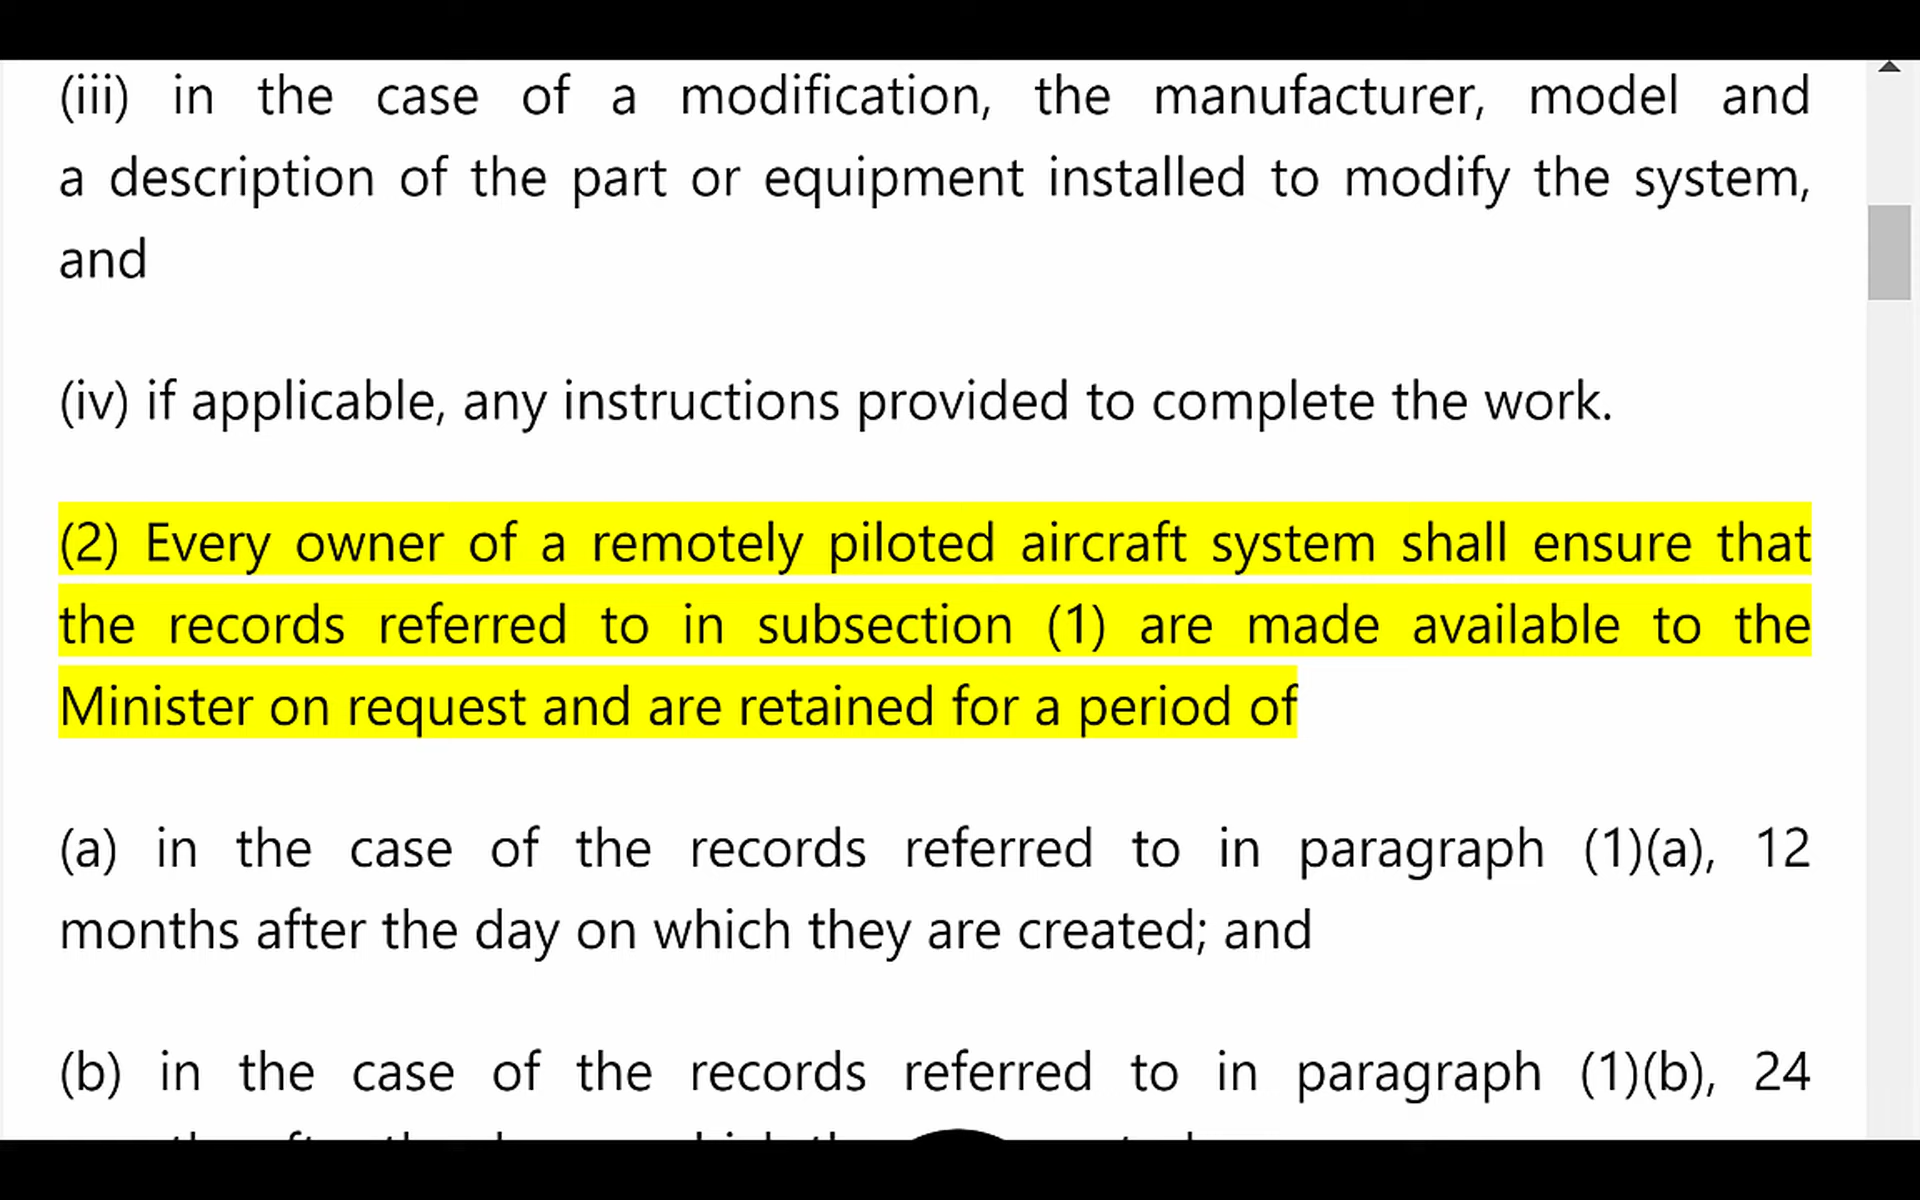 (iii) in the case of a modification, the manufacturer, model and
a description of the part or equipment installed to modify the system,
and
(iv) if applicable, any instructions provided to complete the work.
(2) Every owner of a remotely piloted aircraft system shall ensure that
the records referred to in subsection (1) are made available to the
Minister on request and are retained for a period of
(a) in the case of the records referred to in paragraph (1)(a), 12
months after the day on which they are created; and
(b) in the case of the records referred to in paragraph (1)(b), 24